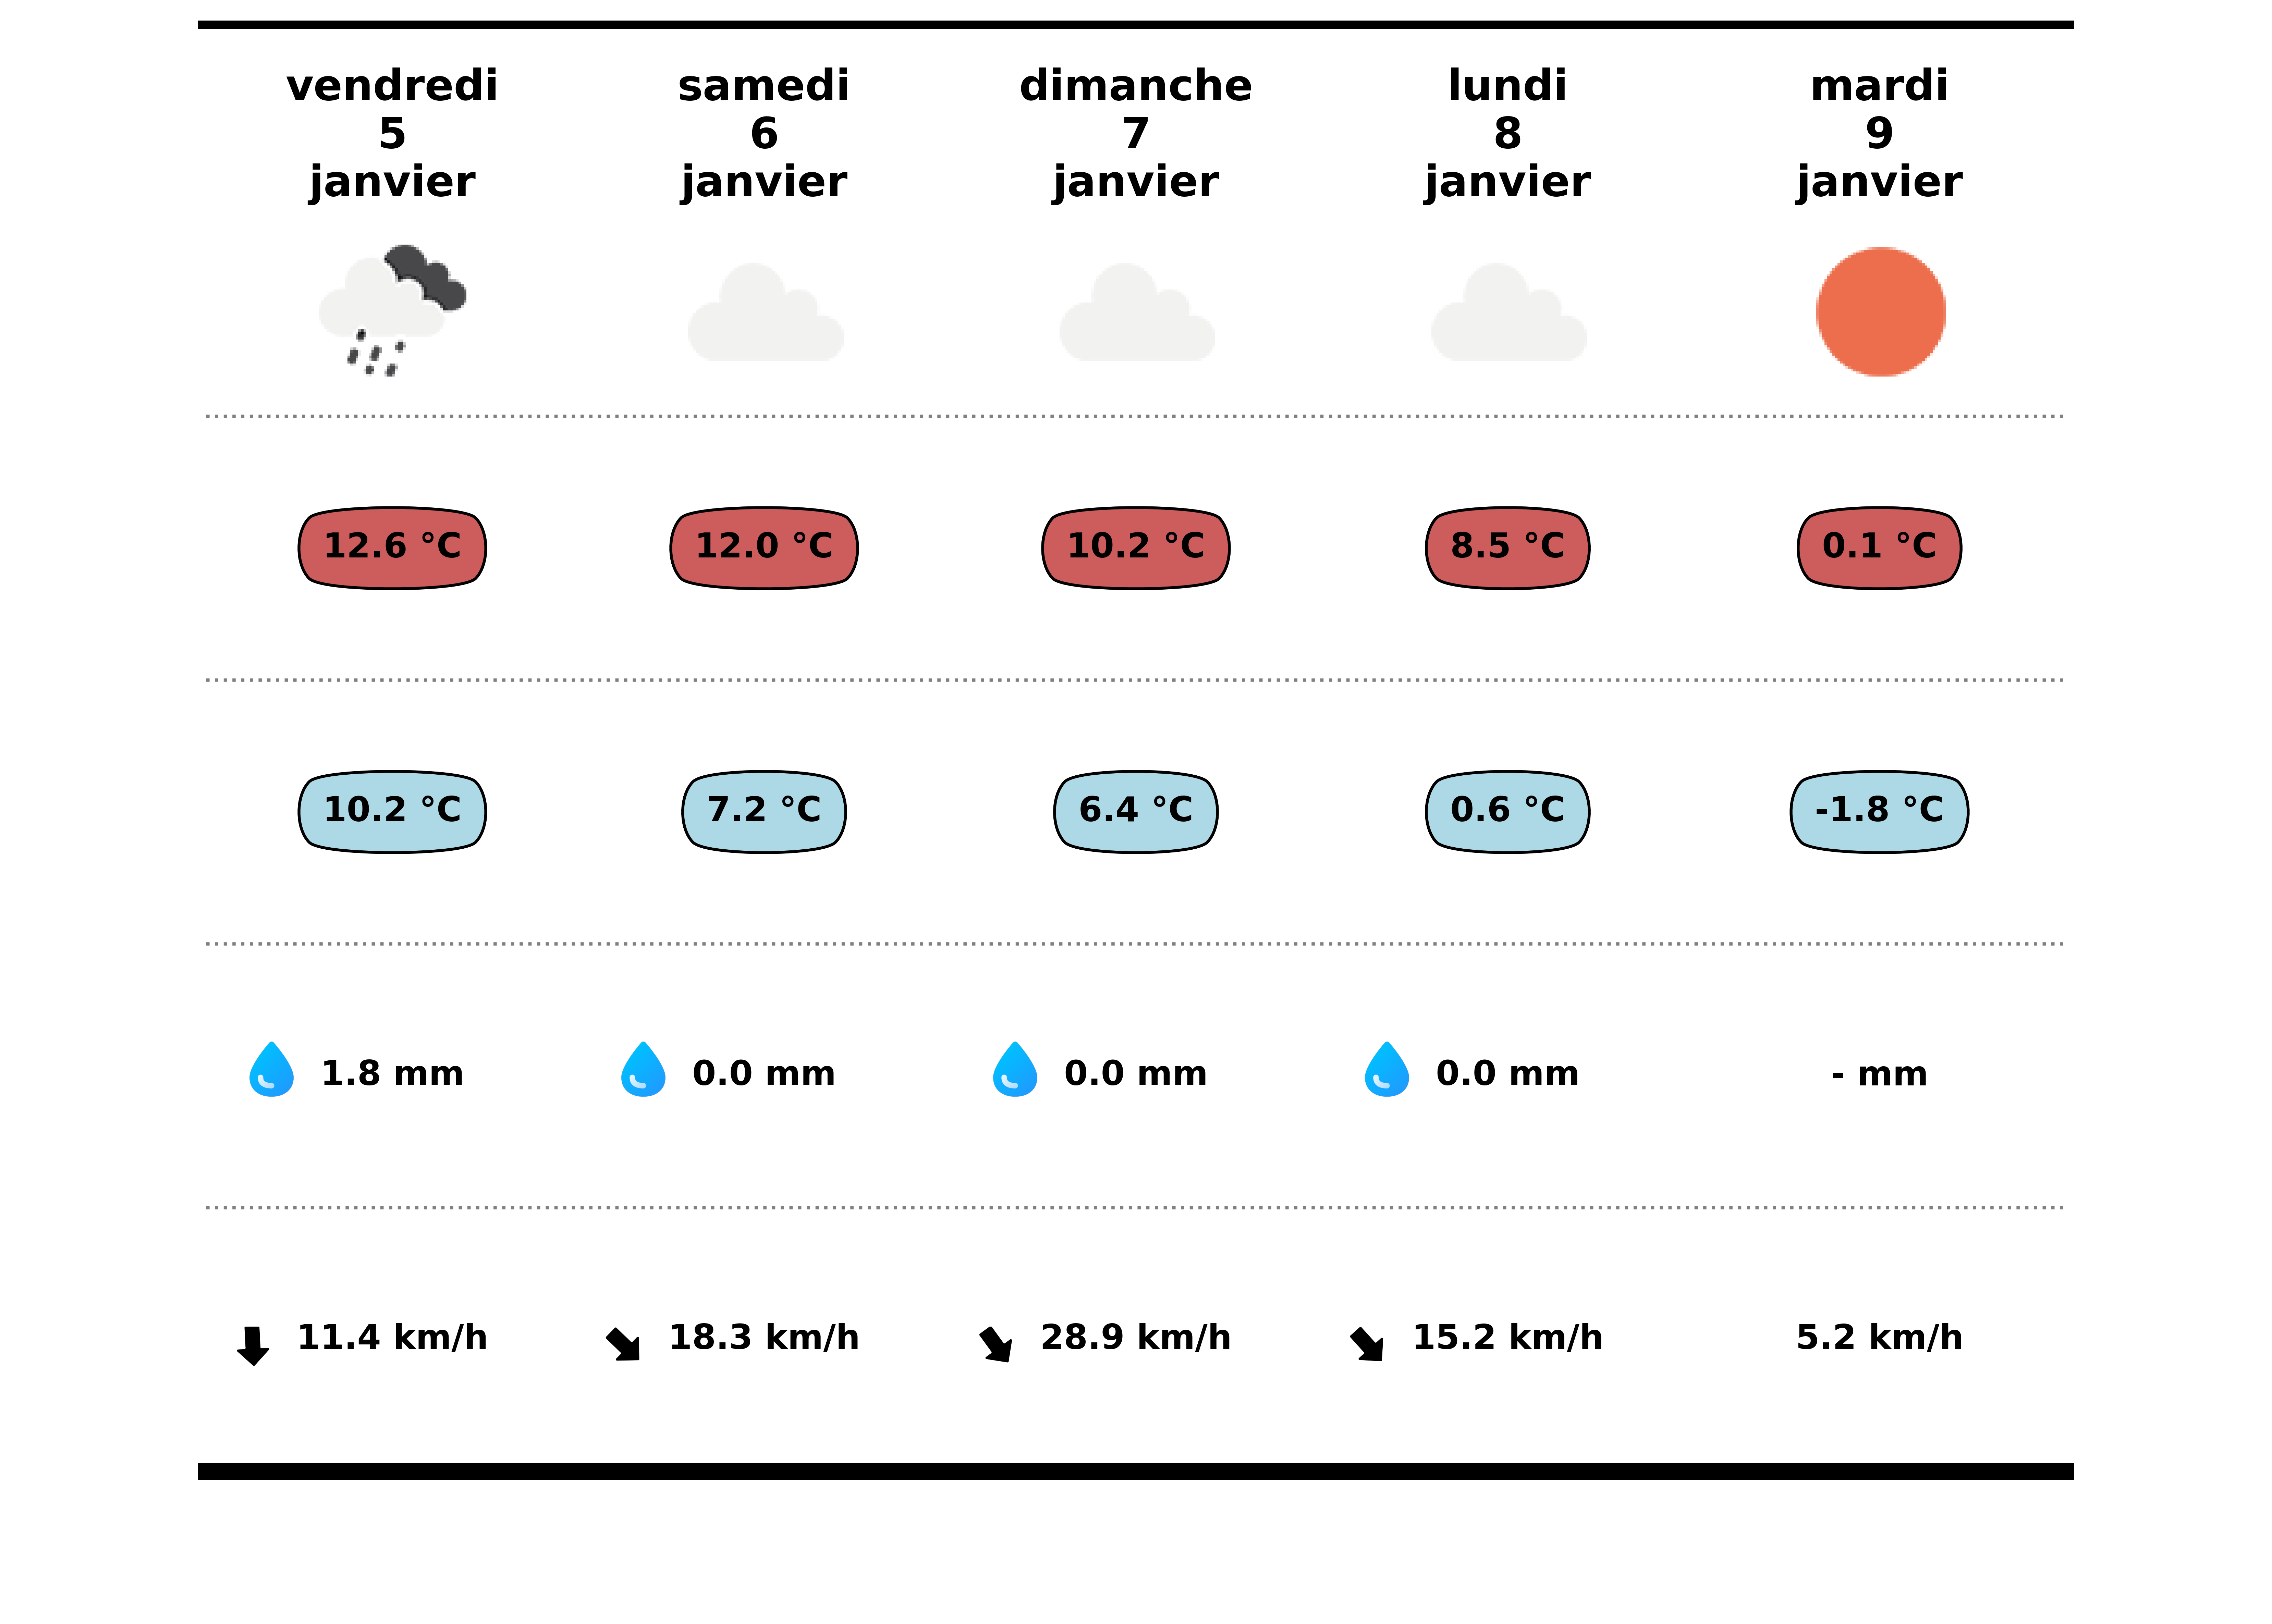 vendredi
5
janvier
samedi
6
janvier
dimanche
7
janvier
lundi
8
janvier
mardi
9
janvier
12.6 °C
12.0 °C
10.2 °C
8.5 °C
0.1 °C
10.2 °C
7.2 °C
6.4 °C
0.6 °C
-1.8 °C
1.8 mm
0.0 mm
0.0 mm
0.0 mm
- mm
11.4 km/h
18.3 km/h
28.9 km/h
15.2 km/h
5.2 km/h